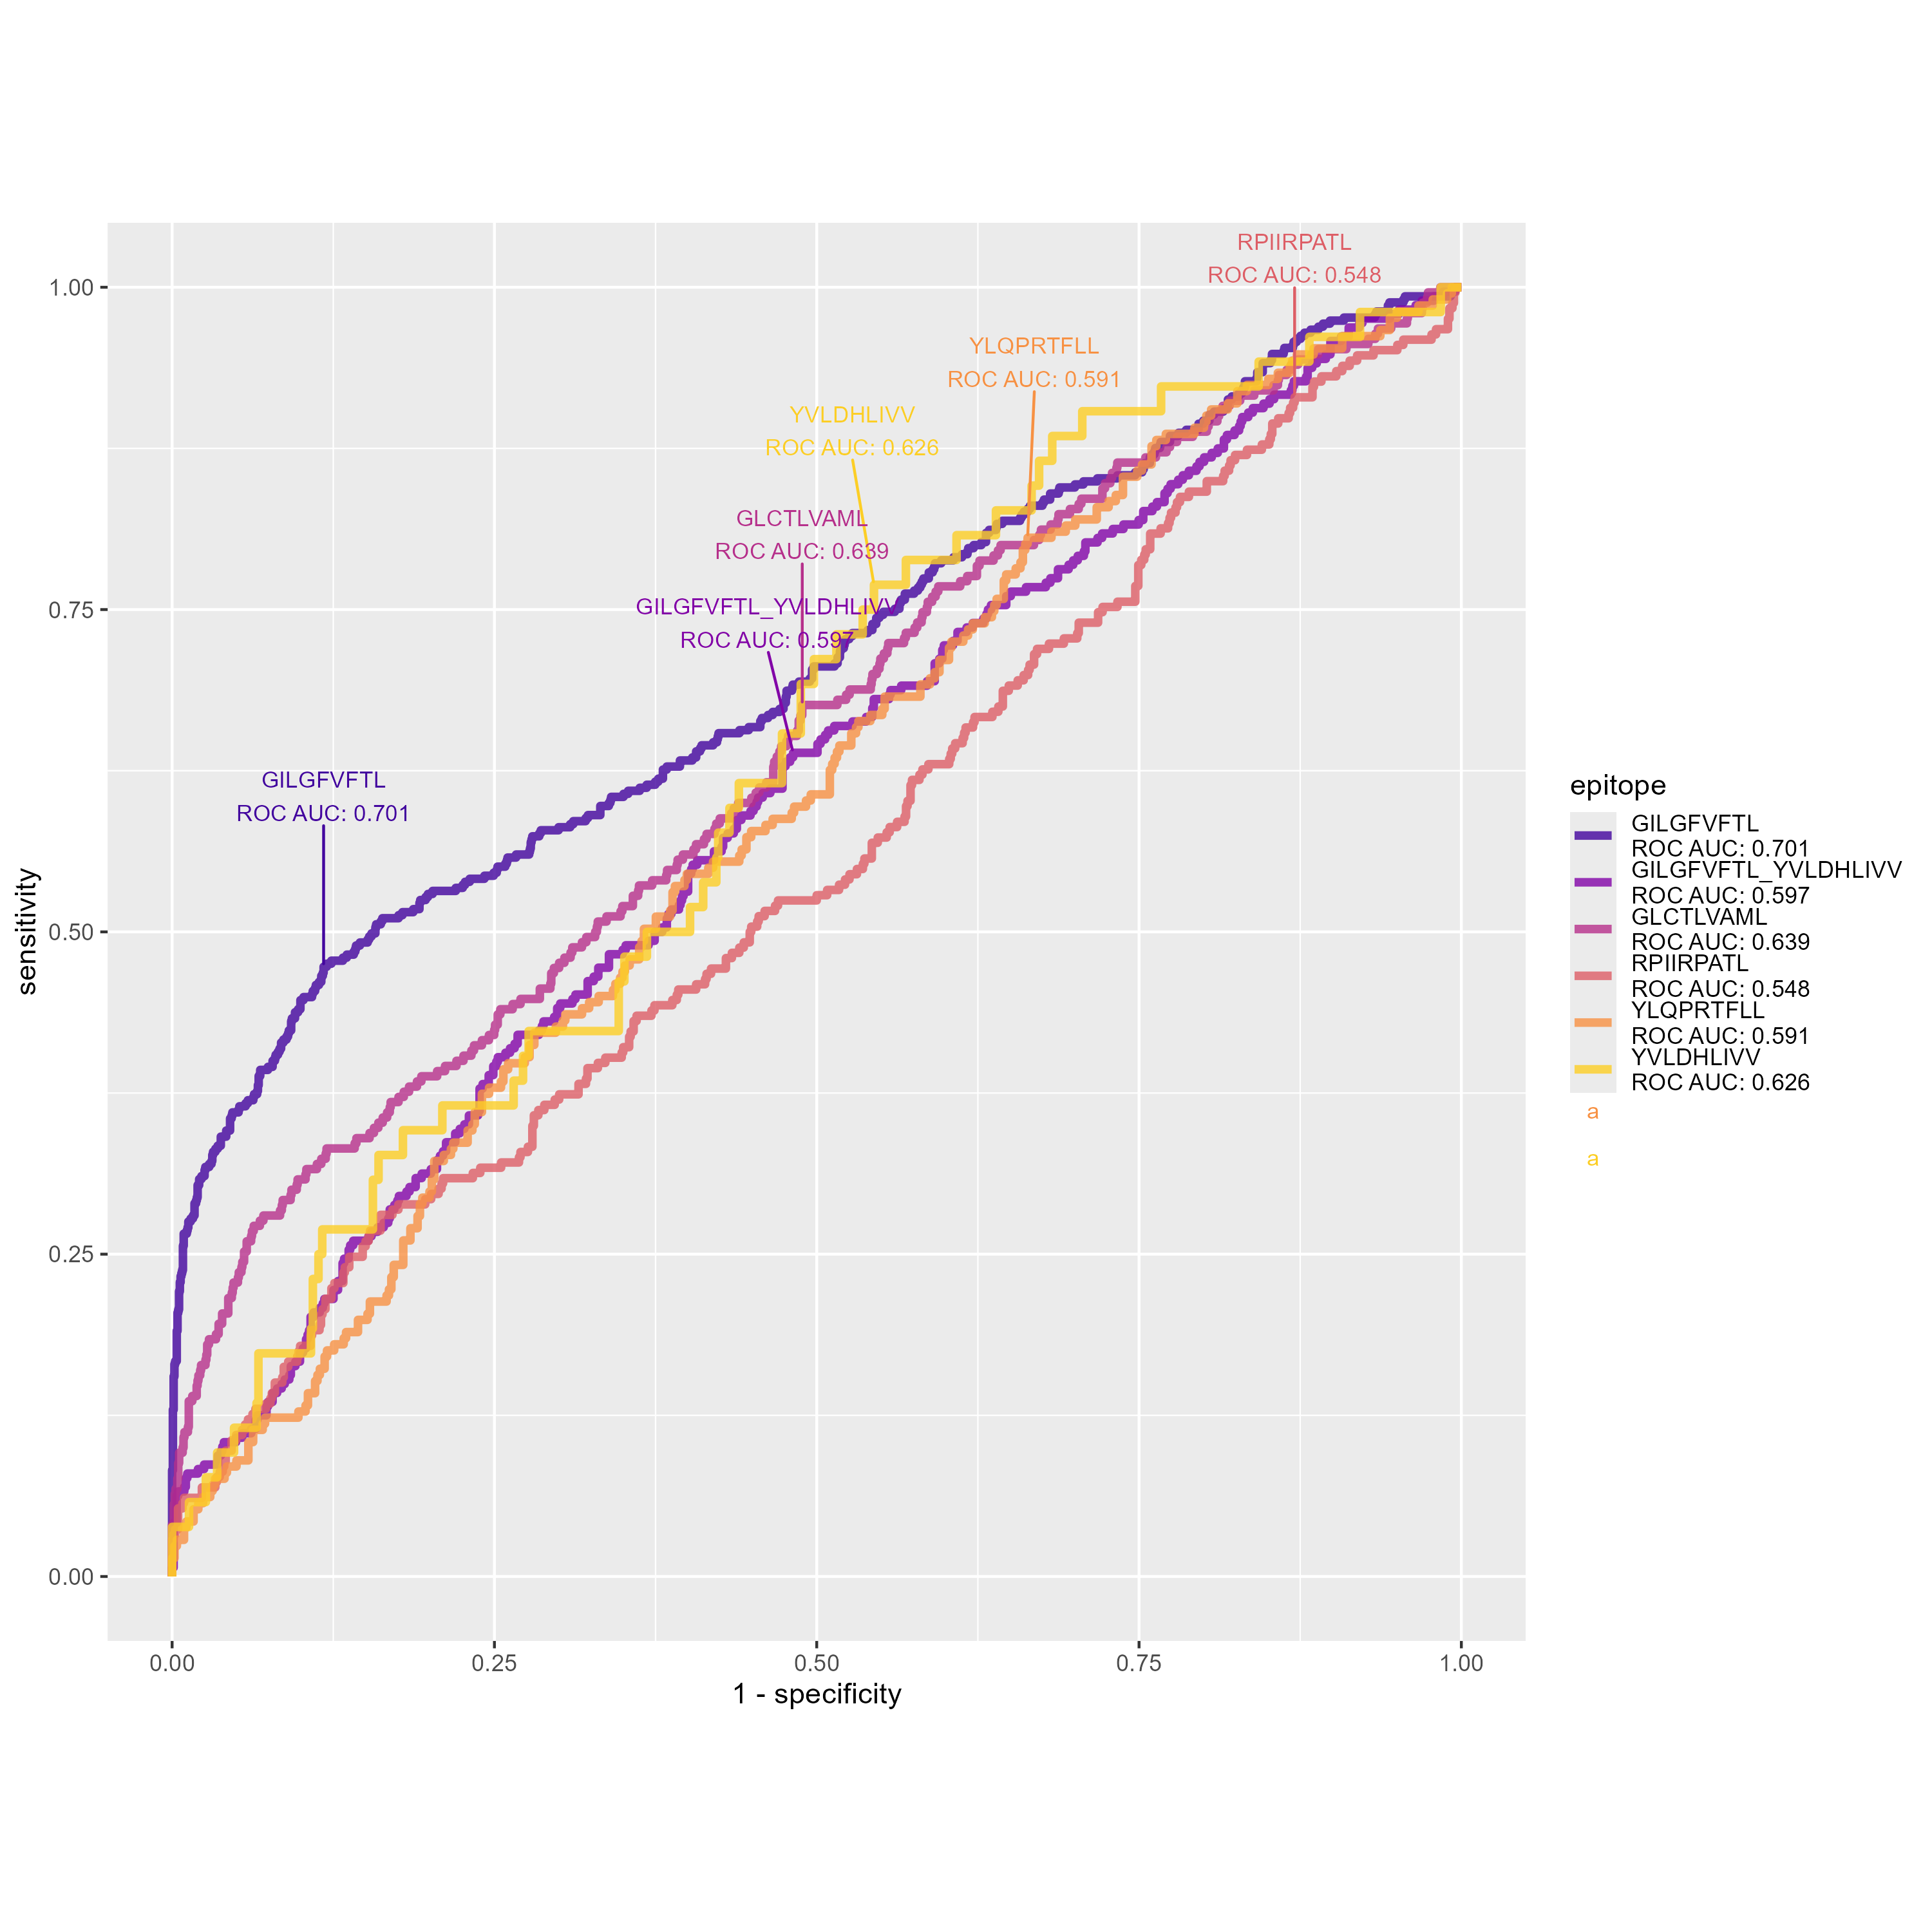 RPIIRPATL
ROC AUC: 0.548
YLQPRTFLL
ROC AUC: 0.591
YVLDHLIVV
ROC AUC: 0.626
GLCTLVAML
ROC AUC: 0.639
GILGFVFTL_YVLDHLIVV
ROC AUC: 0.597
GILGFVFTL
ROC AUC: 0.701
1.00
0.75
0.50
0.25
0.00
sensitivity
0.00 0.25 0.50 0.75 1.00
1 - specificity
epitope
GILGFVFTL
ROC AUC: 0.701
GILGFVFTL_YVLDHLIVV
ROC AUC: 0.597
GLCTLVAML
ROC AUC: 0.639
RPIIRPATL
ROC AUC: 0.548
YLQPRTFLL
ROC AUC: 0.591
YVLDHLIVV
ROC AUC: 0.626
a
a